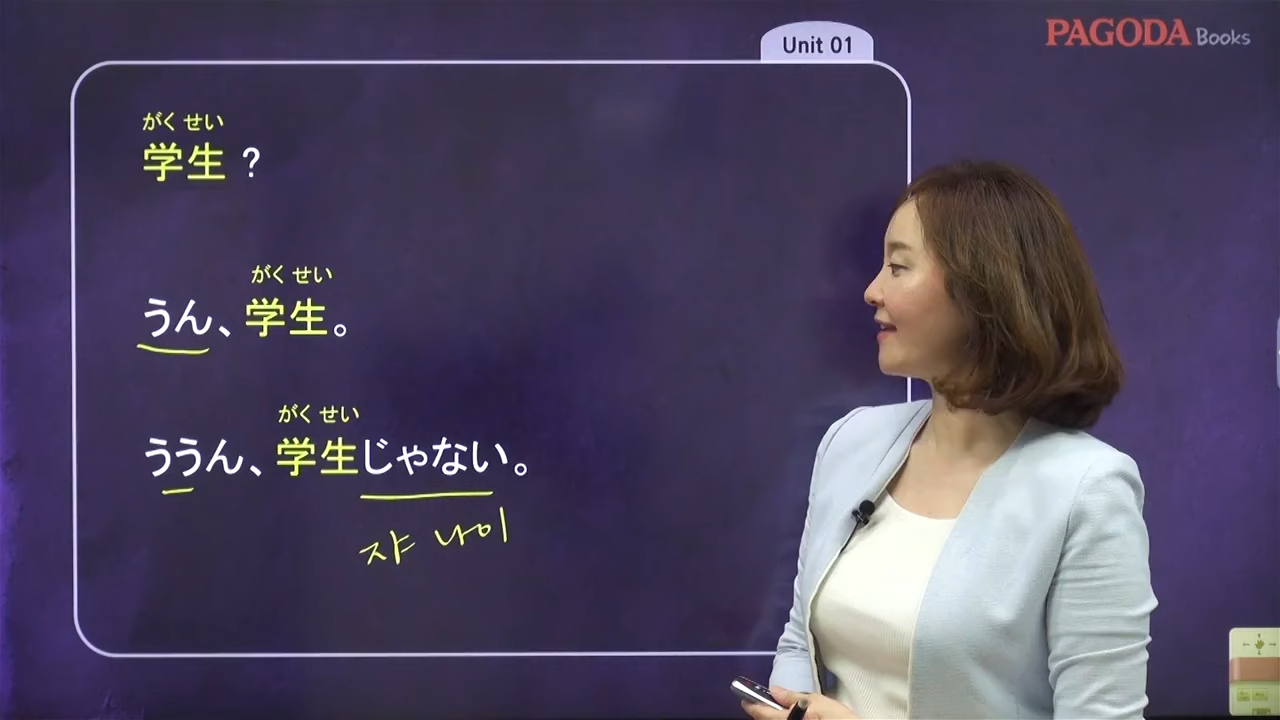 Unit 01
PAGODA Books
がく せい
学生 ?
がく せい
うん、学生。
がく せい
ううん、学生じゃない。
쟈 나이